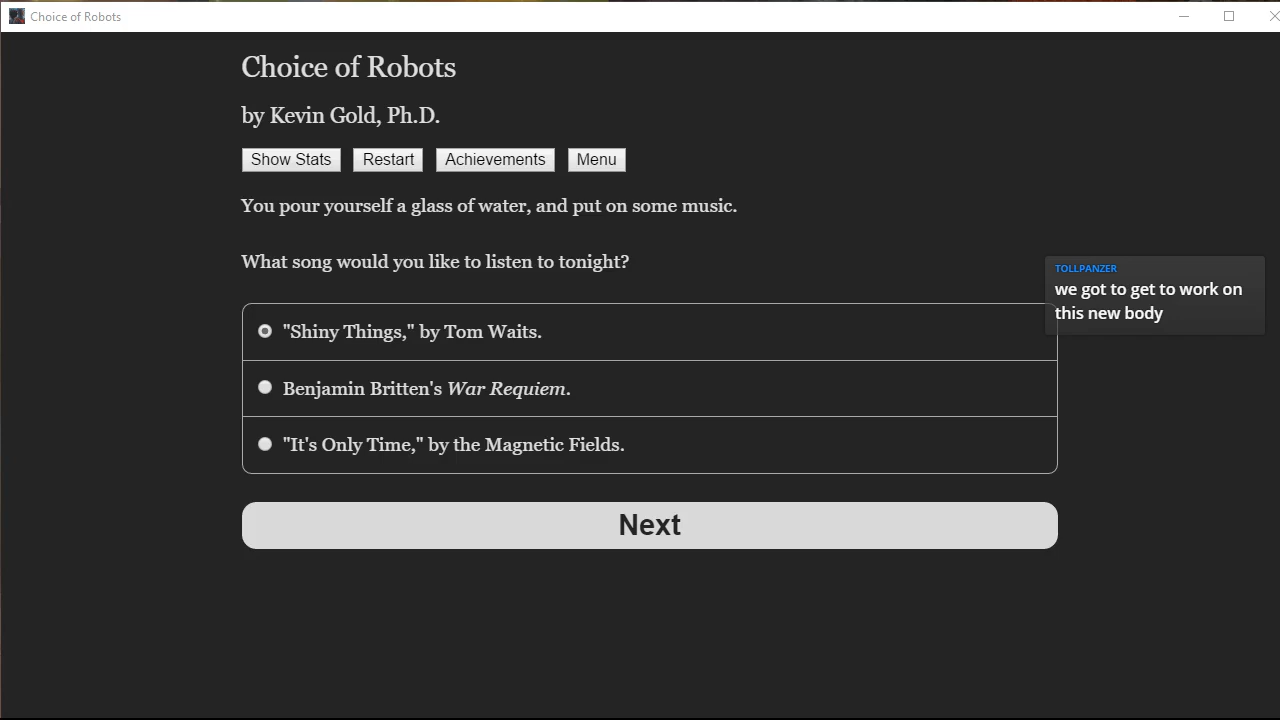 Choice of Robots
Choice of Robots
by Kevin Gold, Ph.D.
Show Stats Restart Achievements Menu
You pour yourself a glass of water, and put on some music.
What song would you like to listen to tonight?
TOLLPANZER
we got to get to work on
this new body
"Shiny Things," by Tom Waits.
Benjamin Britten's War Requiem.
"It's Only Time," by the Magnetic Fields.
Next